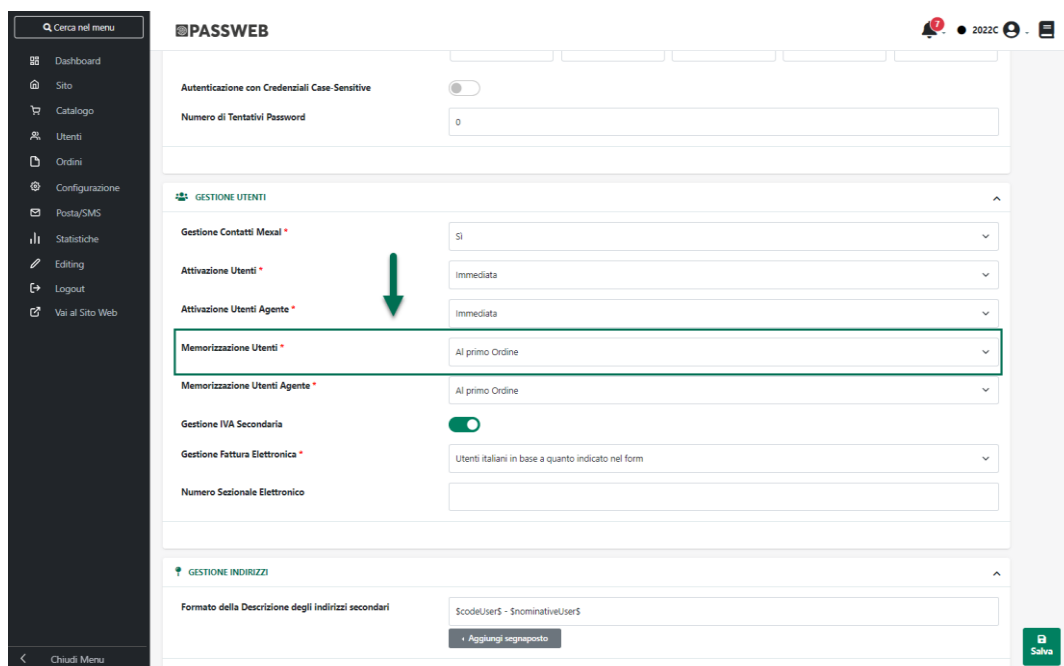 Cerca nel menu
PASSWEB
7
2022C
Dashboard
Sito
Catalogo
Utenti
Ordini
Configurazione
Posta/SMS
Statistiche
Editing
Logout
Vai al Sito Web
Chiudi Menu
Autenticazione con Credenziali Case-Sensitive
Numero di Tentativi Password
0
GESTIONE UTENTI
Gestione Contatti Mexal *
Sì
Attivazione Utenti *
Immediata
Attivazione Utenti Agente *
Immediata
Memorizzazione Utenti *
Al primo Ordine
Memorizzazione Utenti Agente *
Al primo Ordine
Gestione IVA Secondaria
Gestione Fattura Elettronica *
Utenti italiani in base a quanto indicato nel form
Numero Sezionale Elettronico
GESTIONE INDIRIZZI
Formato della Descrizione degli indirizzi secondari
$codeUser$ - $nominativeUser$
Aggiungi segnaposto
Salva